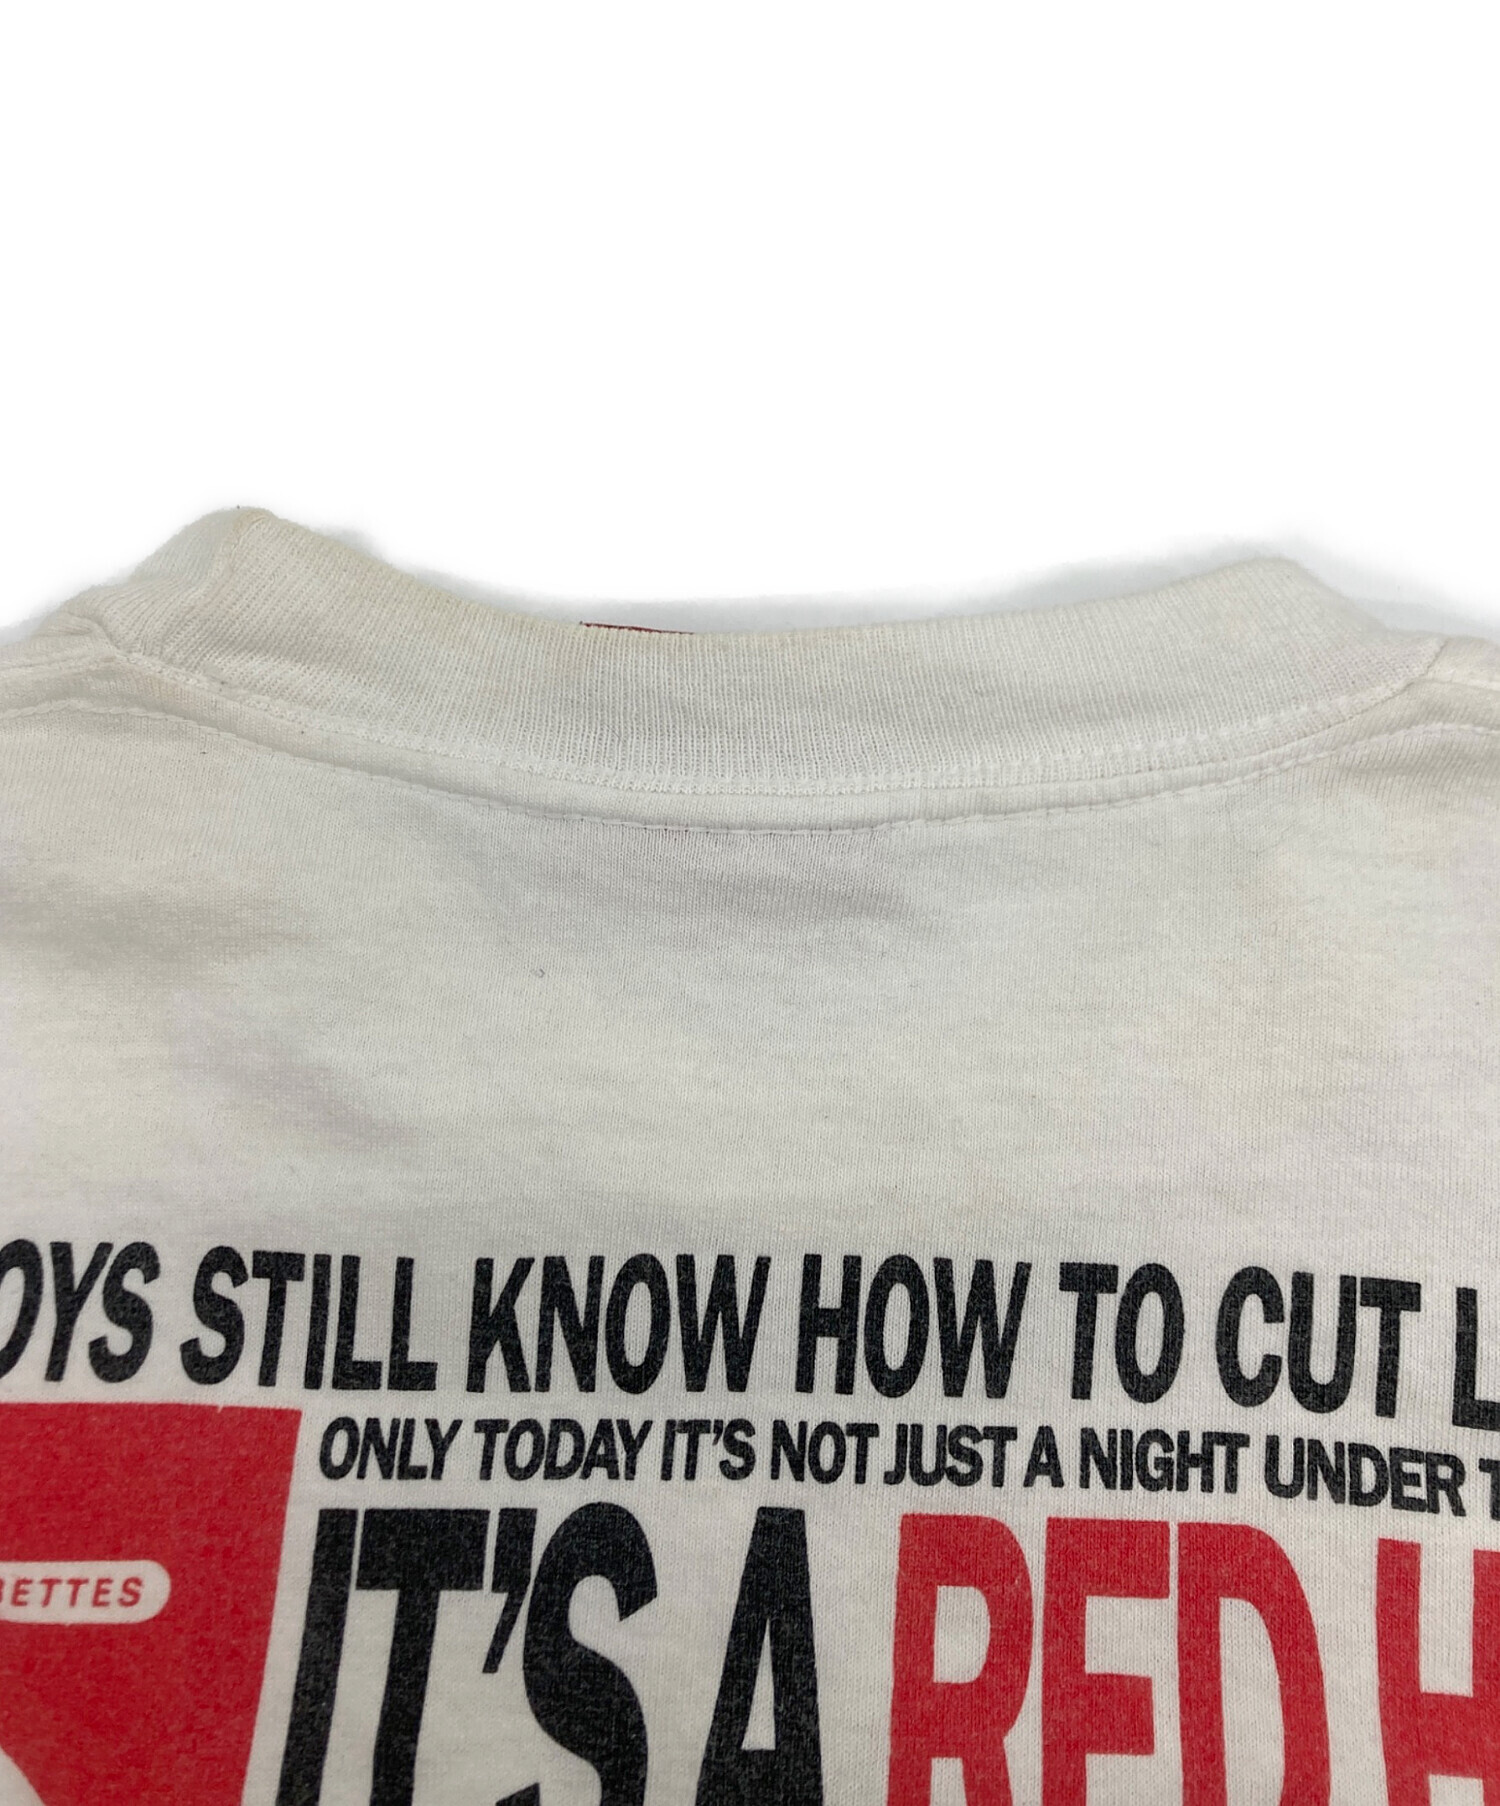 OYS STILL KNOW HOW TO CUT L
ONLY TODAY IT'S NOT JUST A NIGHT UNDER T
BETTES
IT'S A RED H